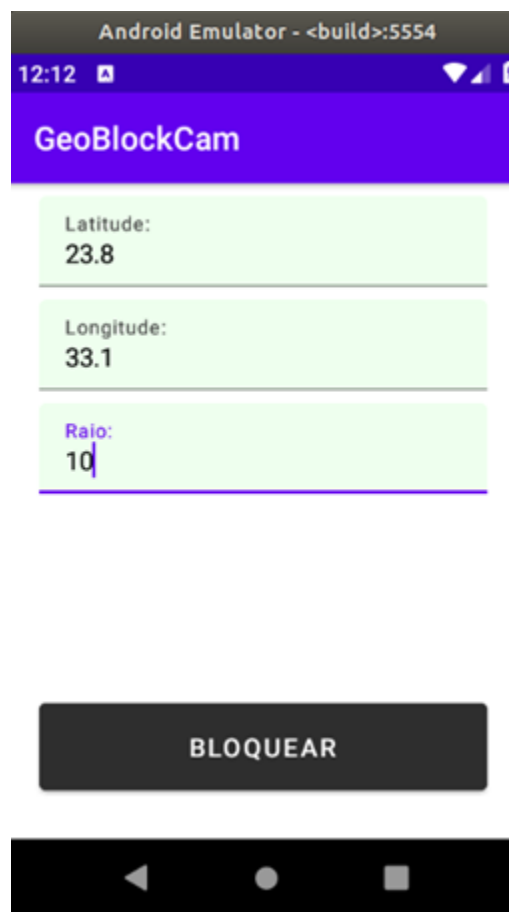 Android Emulator - <build>:5554
12:12 A
GeoBlockCam
Latitude:
23.8
Longitude:
33.1
Raio:
10
BLOQUEAR